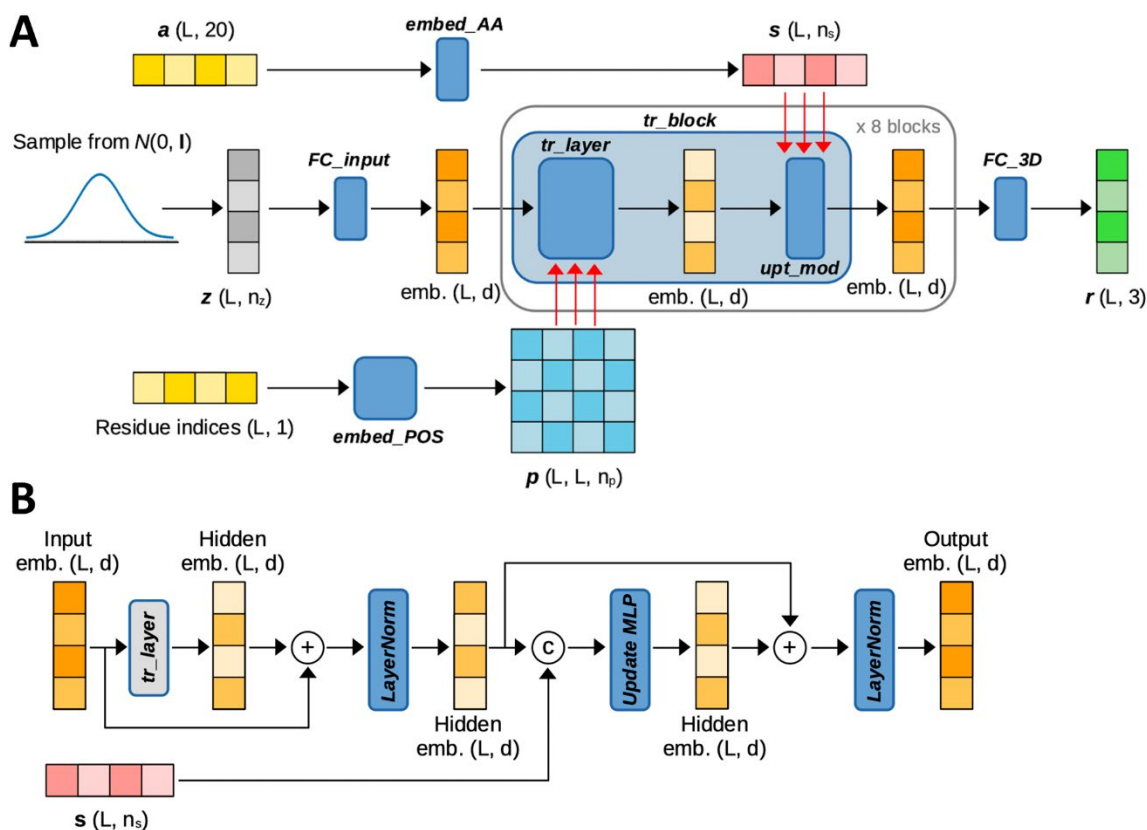 A
a (L, 20)
embed_AA
s (L, nₛ)
tr_block
x 8 blocks
Sample from N(0, I)
FC_input
tr_layer
FC_3D
upt_mod
z (L, n_z)
emb. (L, d)
emb. (L, d)
emb. (L, d)
r (L, 3)
Residue indices (L, 1)
embed_POS
p (L, L, nₚ)
B
Input
emb. (L, d)
Hidden
emb. (L, d)
Output
emb. (L, d)
tr_layer
+
LayerNorm
C
Update MLP
+
LayerNorm
Hidden
emb. (L, d)
Hidden
emb. (L, d)
s (L, nₛ)